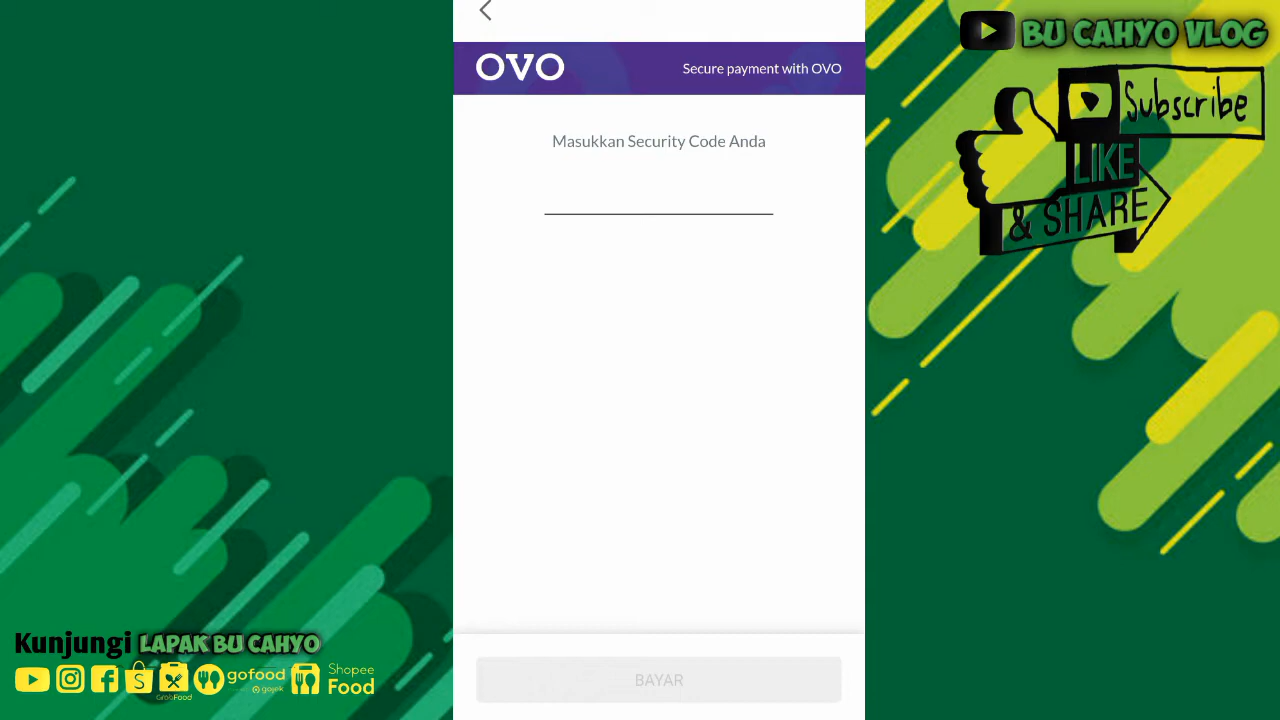 OVO
Secure payment with OVO
Masukkan Security Code Anda
BAYAR
BU CAHYO VLOG
Subscribe
LIKE
& SHARE
Kunjungi LAPAK BU CAHYO
S
GrabFood
gofood
gojek
Shopee
Food